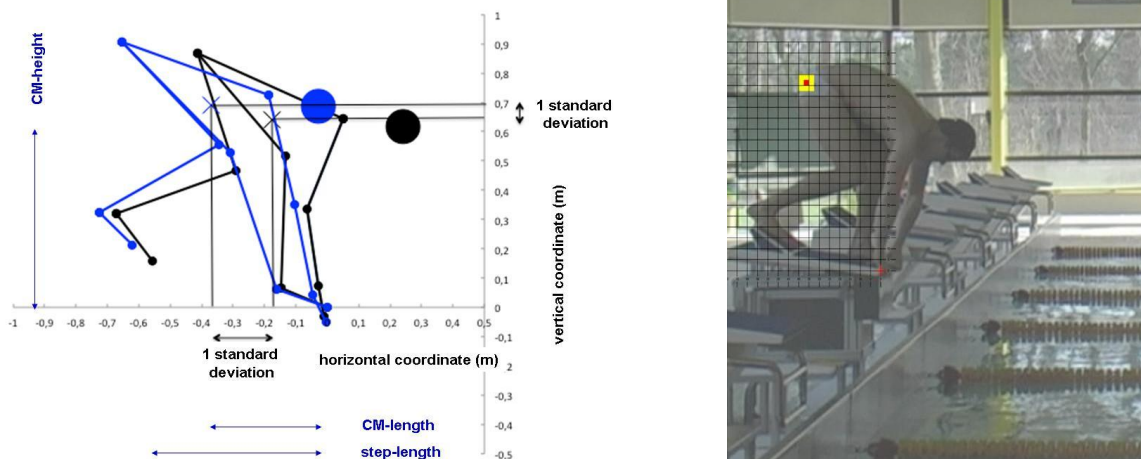 CM-height
1
0,9
0,8
0,7
0,6
0,5
0,4
0,3
0,2
0,1
0
-0,1
2
-0,3
-0,4
-0,5
1 standard
deviation
vertical coordinate (m)
-1 -0,9 -0,8 -0,7 -0,6 -0,5 -0,4 -0,3 -0,2 -0,1 0 0,1 0,2 0,3 0,4 0,5
1 standard
deviation
horizontal coordinate (m)
CM-length
step-length